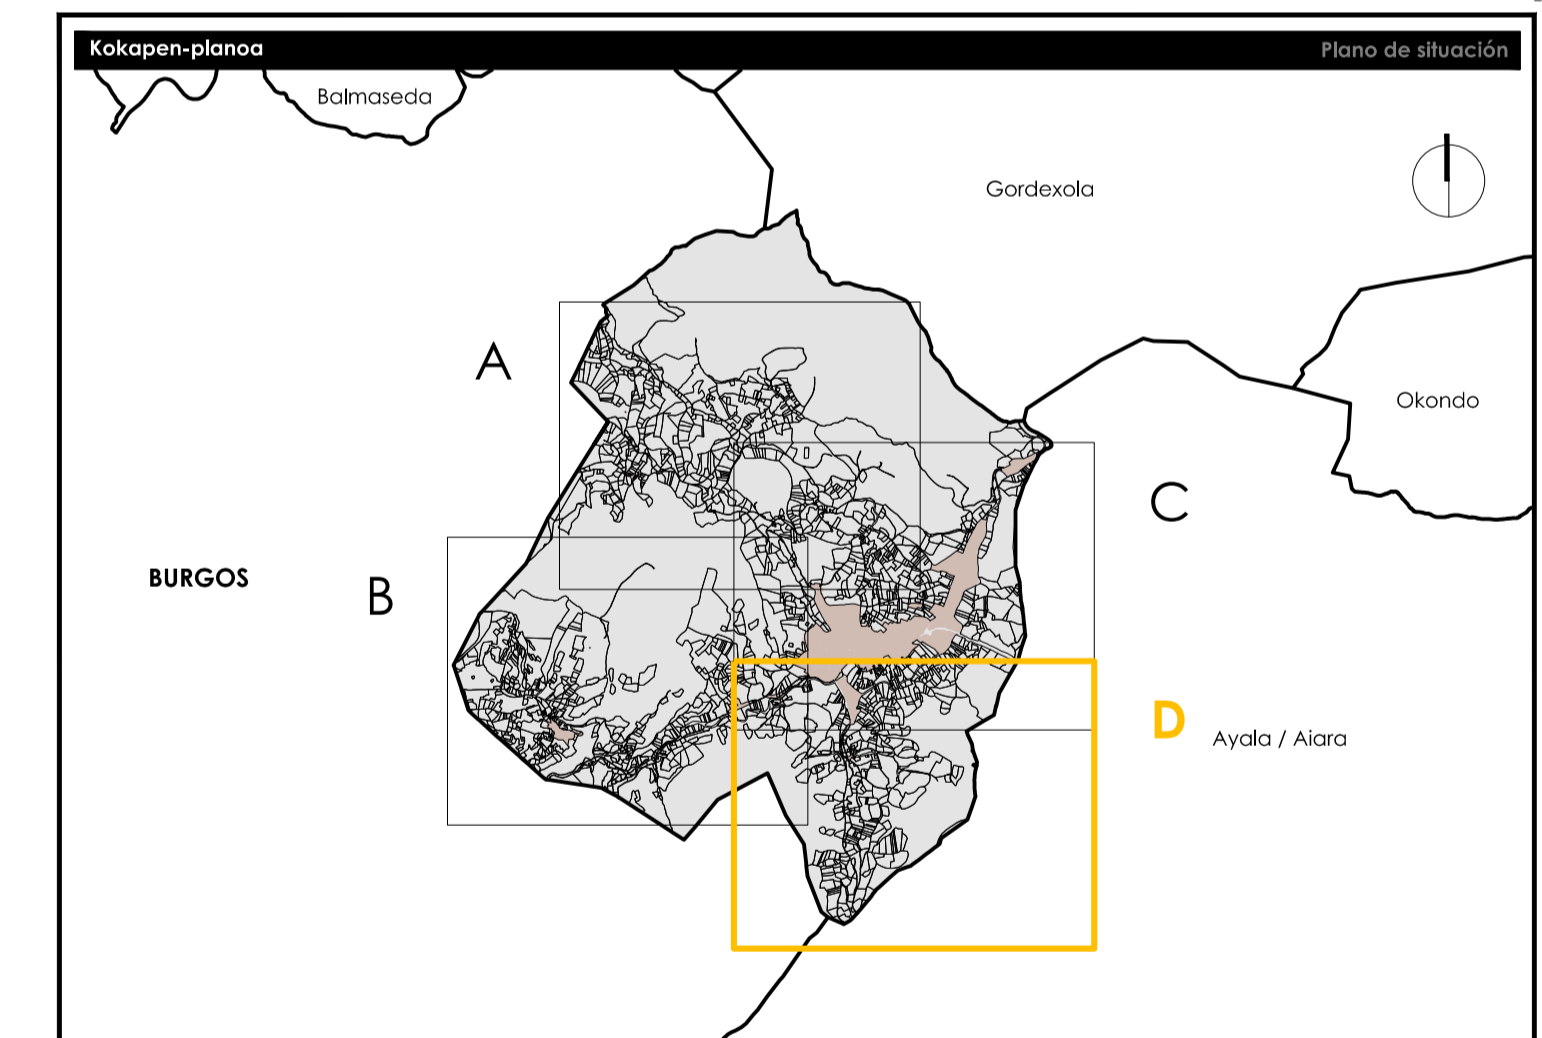 Kokapen-planoa
Plano de situación
Balmaseda
Gordexola
A
Okondo
C
BURGOS
B
D
Ayala / Aiara